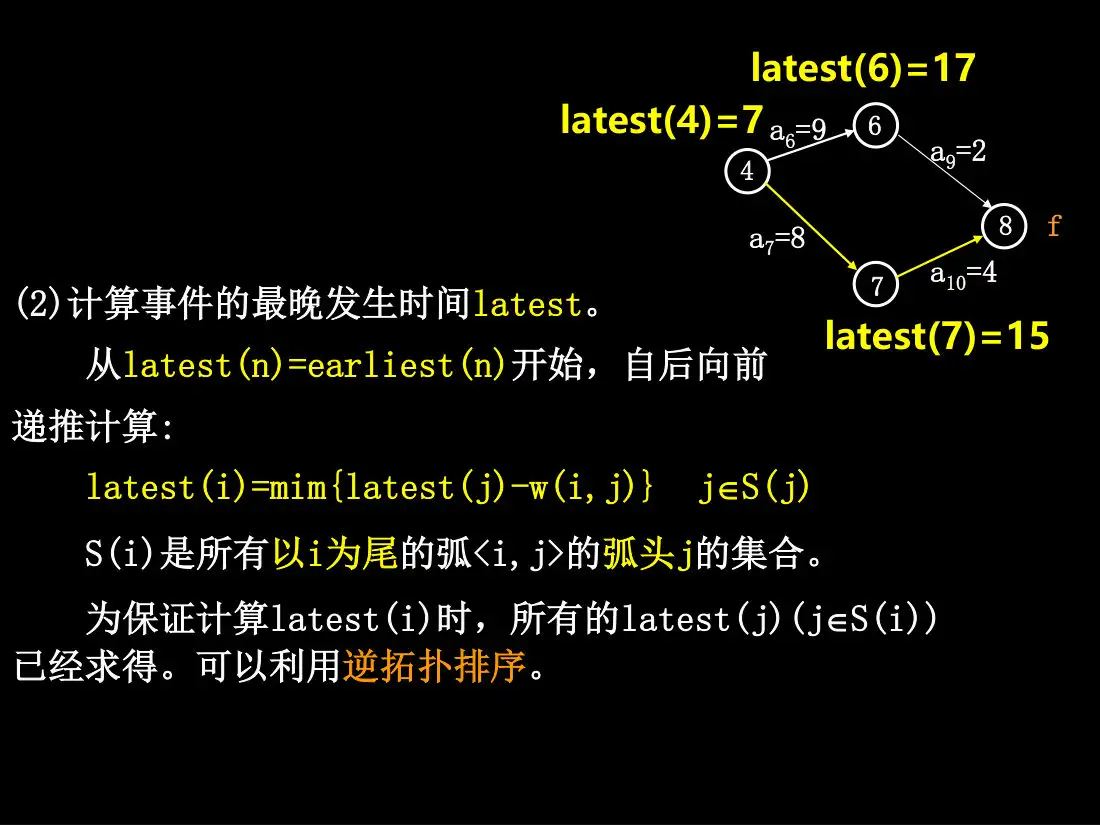 latest(6)=17
latest(4)=7
a6=9
6
a9=2
4
8
f
a7=8
7
a10=4
latest(7)=15
(2)计算事件的最晚发生时间latest。
从latest(n)=earliest(n)开始，自后向前
递推计算:
latest(i)=mim{latest(j)-w(i,j)} j∈S(j)
S(i)是所有以i为尾的弧<i,j>的弧头j的集合。
为保证计算latest(i)时，所有的latest(j)(j∈S(i))
已经求得。可以利用逆拓扑排序。